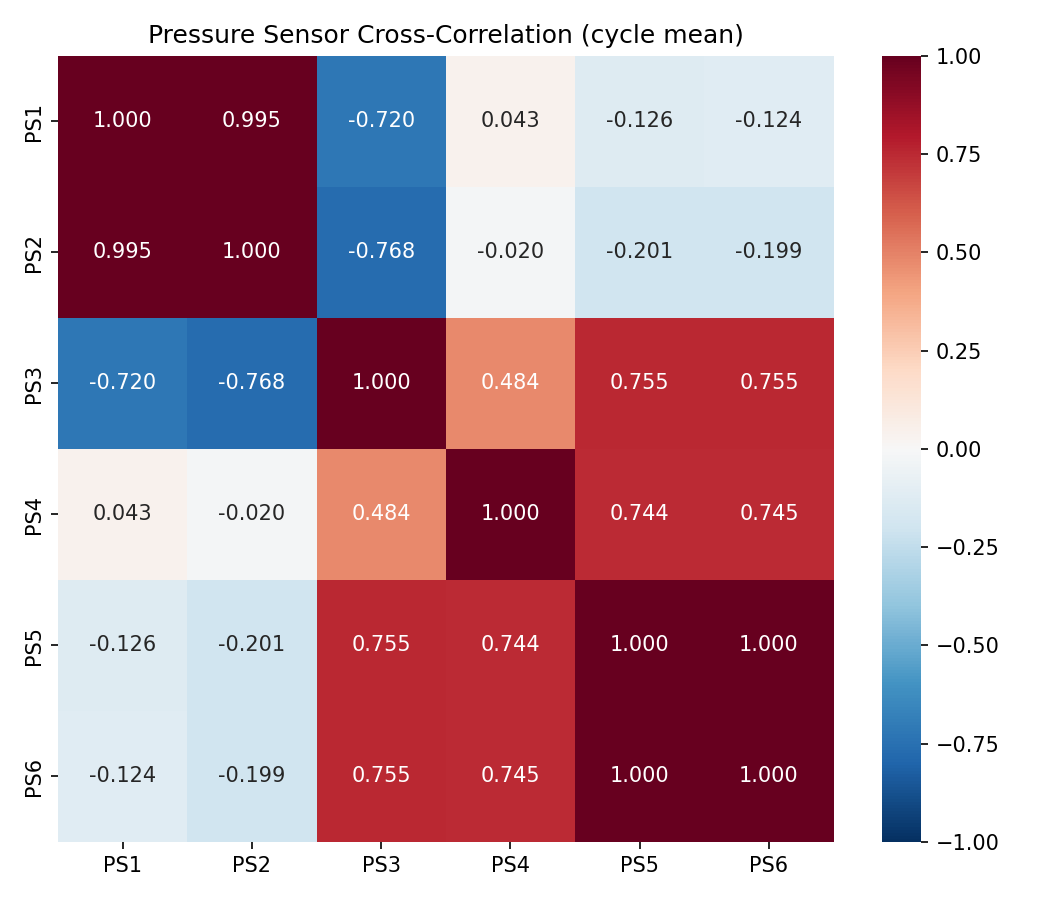 Pressure Sensor Cross-Correlation (cycle mean)
PS1 1.000 0.995 -0.720 0.043 -0.126 -0.124
PS2 0.995 1.000 -0.768 -0.020 -0.201 -0.199
PS3 -0.720 -0.768 1.000 0.484 0.755 0.755
PS4 0.043 -0.020 0.484 1.000 0.744 0.745
PS5 -0.126 -0.201 0.755 0.744 1.000 1.000
PS6 -0.124 -0.199 0.755 0.745 1.000 1.000
PS1 PS2 PS3 PS4 PS5 PS6
1.00
0.75
0.50
0.25
0.00
−0.25
−0.50
−0.75
−1.00